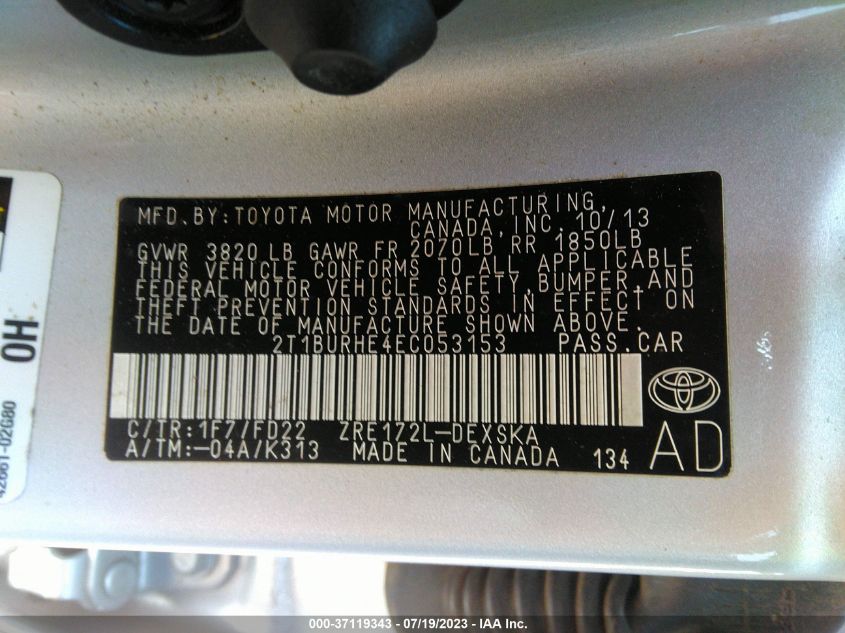 MFD.BY:TOYOTA MOTOR MANUFACTURING,
CANADA, INC. 10/13
GVWR 3820 LB GAWR FR 2070LB RR 1850LB
THIS VEHICLE CONFORMS TO ALL APPLICABLE
FEDERAL MOTOR VEHICLE SAFETY,BUMPER,AND
THEFT PREVENTION STANDARDS IN EFFECT ON
THE DATE OF MANUFACTURE SHOWN ABOVE.
2T1BURHE4EC053153 PASS.CAR
C/TR:1F7/FD22 ZRE172L-DEXSKA
A/TM:-04A/K313 MADE IN CANADA 134
AD
0H
42661-02G80
000-37119343 - 07/19/2023 - IAA Inc.